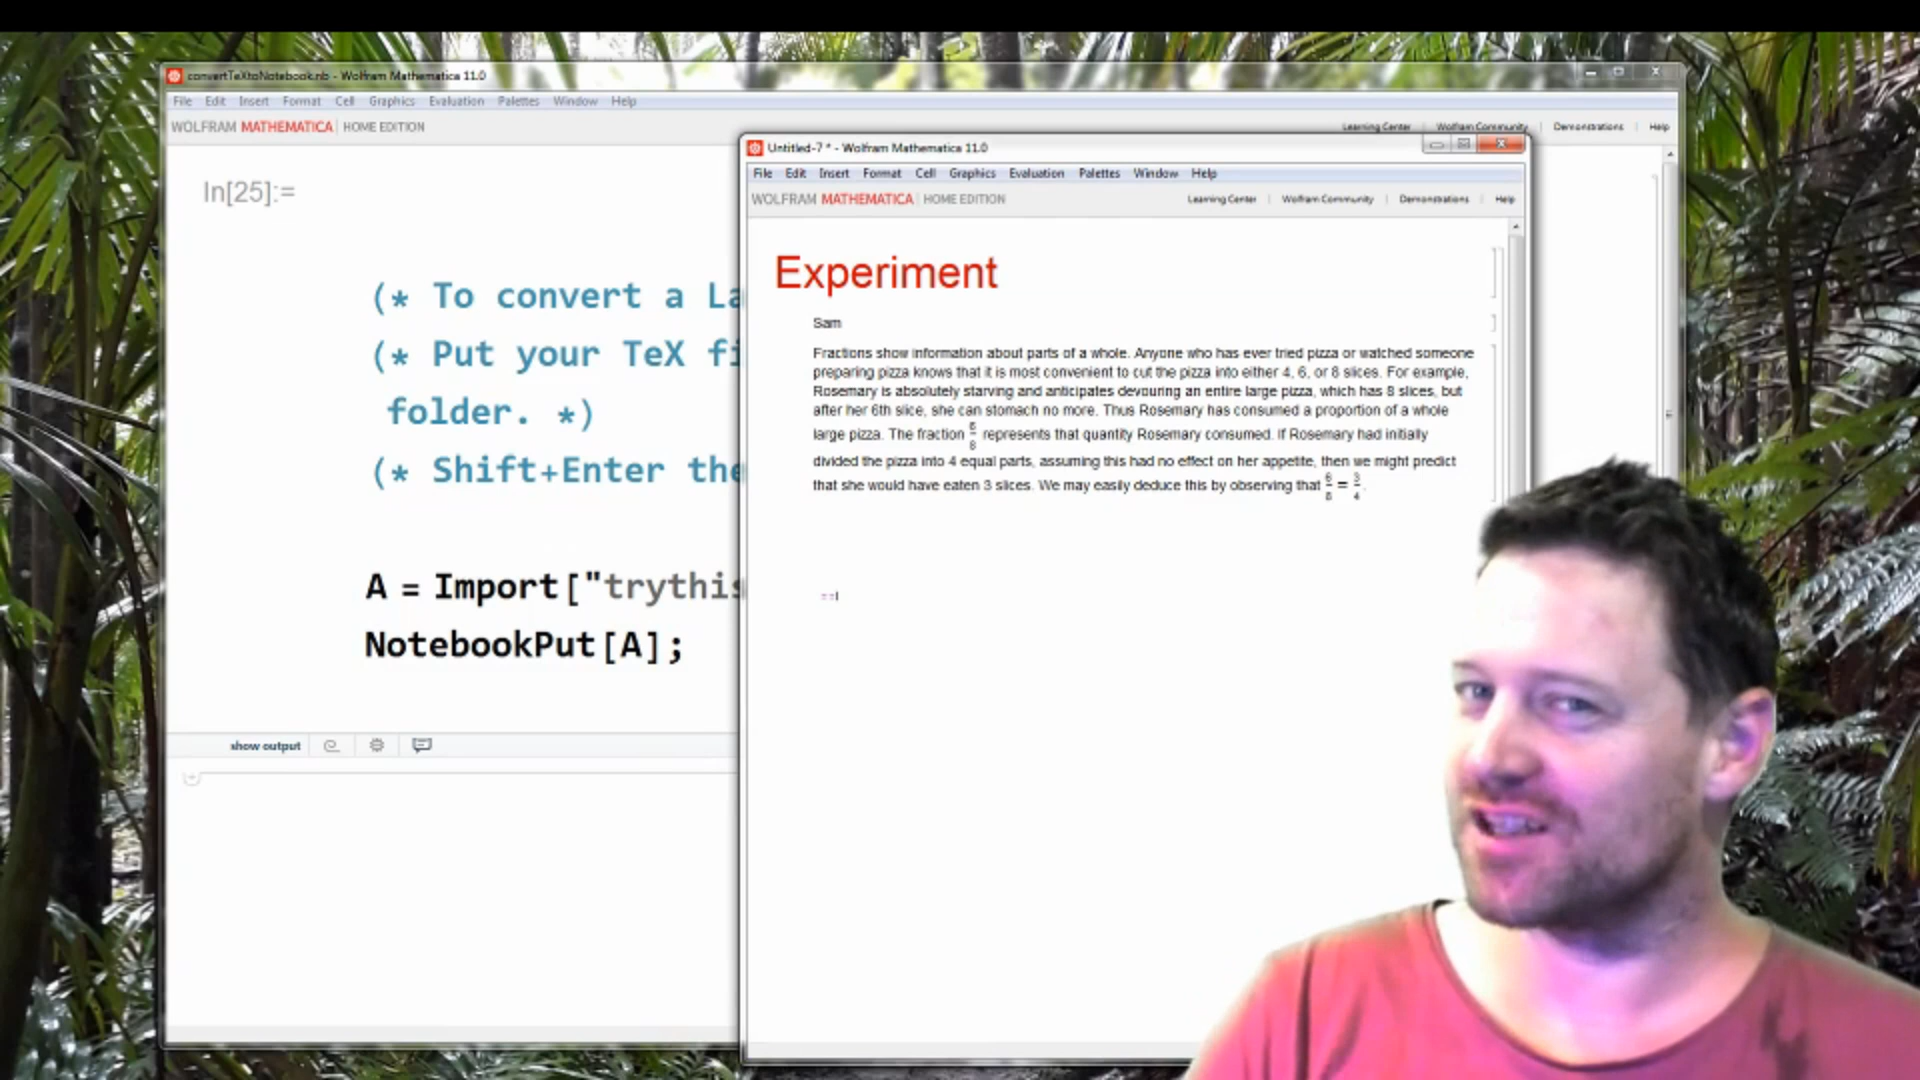 convertTeXtoNotebook.nb - Wolfram Mathematica 11.0
File Edit Insert Format Cell Graphics Evaluation Palettes Window Help
WOLFRAM MATHEMATICA | HOME EDITION
Learning Center | Wolfram Community | Demonstrations | Help
In[25]:=
(* To convert a La
(* Put your TeX fi
folder. *)
(* Shift+Enter the
A = Import["trythis
NotebookPut[A];
show output
Untitled-7 * - Wolfram Mathematica 11.0
File Edit Insert Format Cell Graphics Evaluation Palettes Window Help
WOLFRAM MATHEMATICA | HOME EDITION
Learning Center | Wolfram Community | Demonstrations | Help
Experiment
Sam
Fractions show information about parts of a whole. Anyone who has ever tried pizza or watched someone
preparing pizza knows that it is most convenient to cut the pizza into either 4, 6, or 8 slices. For example,
Rosemary is absolutely starving and anticipates devouring an entire large pizza, which has 8 slices, but
after her 6th slice, she can stomach no more. Thus Rosemary has consumed a proportion of a whole
large pizza. The fraction 6/8 represents that quantity Rosemary consumed. If Rosemary had initially
divided the pizza into 4 equal parts, assuming this had no effect on her appetite, then we might predict
that she would have eaten 3 slices. We may easily deduce this by observing that 6/8 = 3/4.